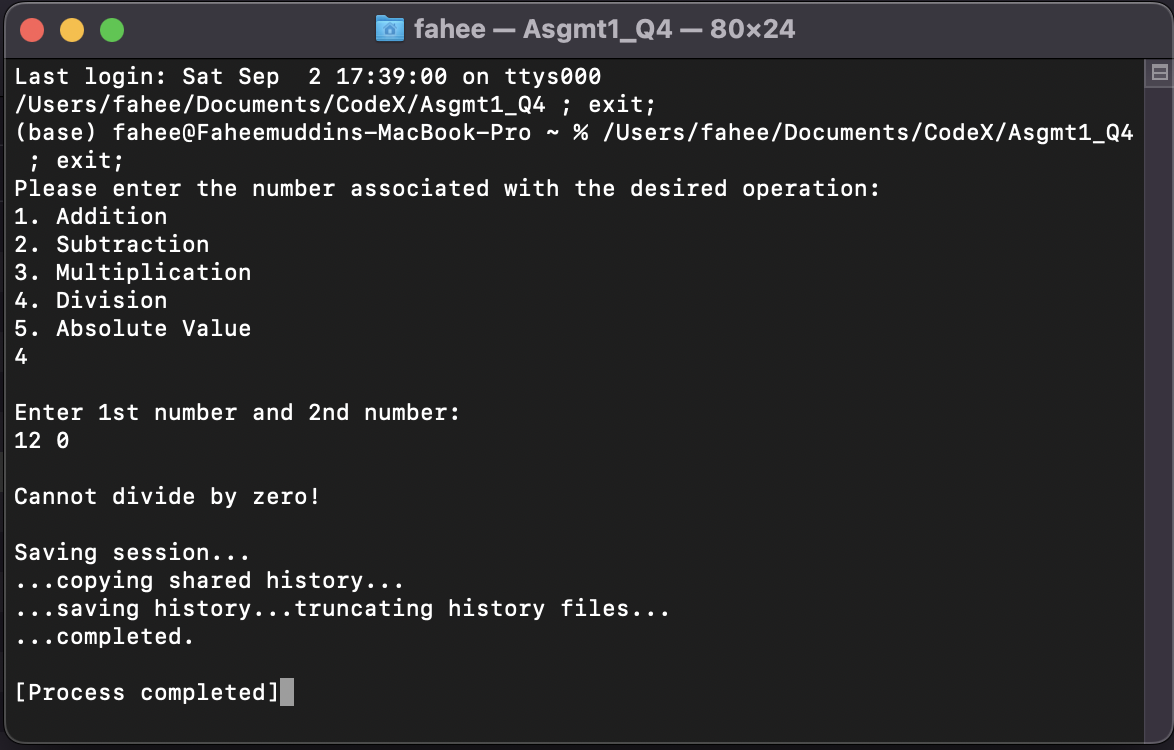 fahee — Asgmt1_Q4 — 80×24
Last login: Sat Sep  2 17:39:00 on ttys000
/Users/fahee/Documents/CodeX/Asgmt1_Q4 ; exit;
(base) fahee@Faheemuddins-MacBook-Pro ~ % /Users/fahee/Documents/CodeX/Asgmt1_Q4
 ; exit;
Please enter the number associated with the desired operation:
1. Addition
2. Subtraction
3. Multiplication
4. Division
5. Absolute Value
4
Enter 1st number and 2nd number:
12 0
Cannot divide by zero!
Saving session...
...copying shared history...
...saving history...truncating history files...
...completed.
[Process completed]